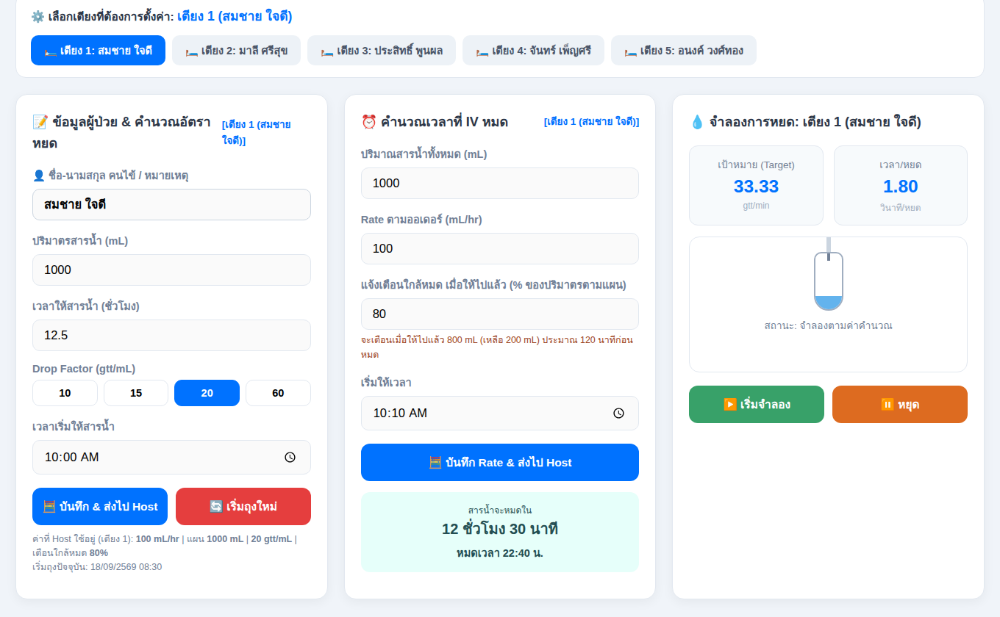 ⚙️ เลือกเตียงที่ต้องการตั้งค่า: เตียง 1 (สมชาย ใจดี)
🛏️ เตียง 1: สมชาย ใจดี
🛏️ เตียง 2: มาลี ศรีสุข
🛏️ เตียง 3: ประสิทธิ์ พูนผล
🛏️ เตียง 4: จันทร์ เพ็ญศรี
🛏️ เตียง 5: อนงค์ วงศ์ทอง
📝 ข้อมูลผู้ป่วย & คำนวณอัตรา
หยด
[เตียง 1 (สมชาย
ใจดี)]
👤 ชื่อ-นามสกุล คนไข้ / หมายเหตุ
สมชาย ใจดี
ปริมาตรสารน้ำ (mL)
1000
เวลาให้สารน้ำ (ชั่วโมง)
12.5
Drop Factor (gtt/mL)
10
15
20
60
เวลาเริ่มให้สารน้ำ
10:00 AM
🧮 บันทึก & ส่งไป Host
🔄 เริ่มถุงใหม่
ค่าที่ Host ใช้อยู่ (เตียง 1): 100 mL/hr | แผน 1000 mL | 20 gtt/mL |
เตือนใกล้หมด 80%
เริ่มถุงปัจจุบัน: 18/09/2569 08:30
⏰ คำนวณเวลาที่ IV หมด
[เตียง 1 (สมชาย ใจดี)]
ปริมาณสารน้ำทั้งหมด (mL)
1000
Rate ตามออเดอร์ (mL/hr)
100
แจ้งเตือนใกล้หมด เมื่อให้ไปแล้ว (% ของปริมาตรตามแผน)
80
จะเตือนเมื่อให้ไปแล้ว 800 mL (เหลือ 200 mL) ประมาณ 120 นาทีก่อน
หมด
เริ่มให้เวลา
10:10 AM
🧮 บันทึก Rate & ส่งไป Host
สารน้ำจะหมดใน
12 ชั่วโมง 30 นาที
หมดเวลา 22:40 น.
💧 จำลองการหยด: เตียง 1 (สมชาย ใจดี)
เป้าหมาย (Target)
33.33
gtt/min
เวลา/หยด
1.80
วินาที/หยด
สถานะ: จำลองตามค่าคำนวณ
▶️ เริ่มจำลอง
⏸️ หยุด